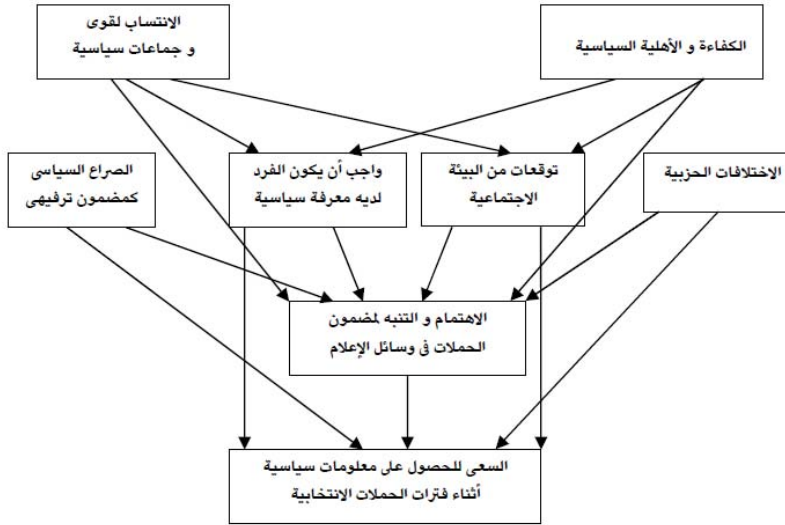 الكفاءة و الأهلية السياسية
الانتساب لقوى
و جماعات سياسية
الاختلافات الحزبية
توقعات من البيئة
الاجتماعية
واجب أن يكون الفرد
لديه معرفة سياسية
الصراع السياسى
كمضمون ترفيهى
الاهتمام و التنبه لمضمون
الحملات فى وسائل الإعلام
السعى للحصول على معلومات سياسية
أثناء فترات الحملات الانتخابية